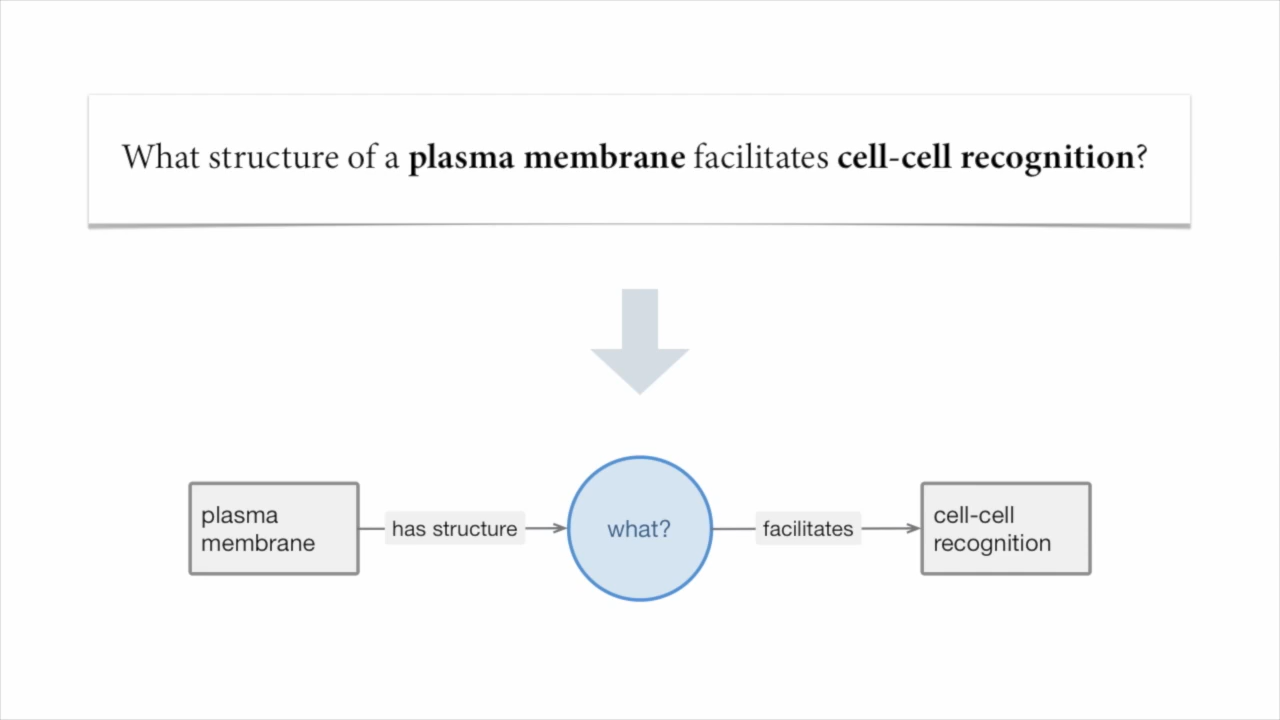 What structure of a plasma membrane facilitates cell-cell recognition?
plasma
membrane
has structure
what?
facilitates
cell-cell
recognition